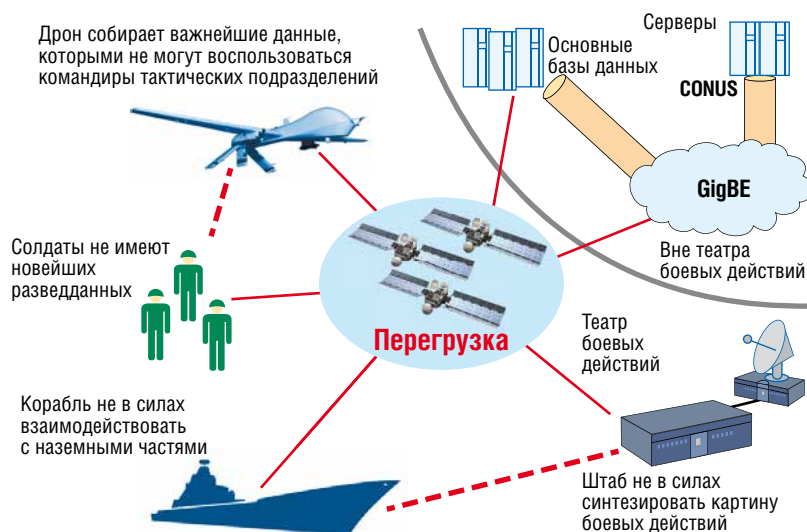 Дрон собирает важнейшие данные,
которыми не могут воспользоваться
командиры тактических подразделений
Основные
базы данных
Серверы
CONUS
GigBE
Вне театра
боевых действий
Солдаты не имеют
новейших
разведданных
Перегрузка
Театр
боевых
действий
Корабль не в силах
взаимодействовать
с наземными частями
Штаб не в силах
синтезировать картину
боевых действий